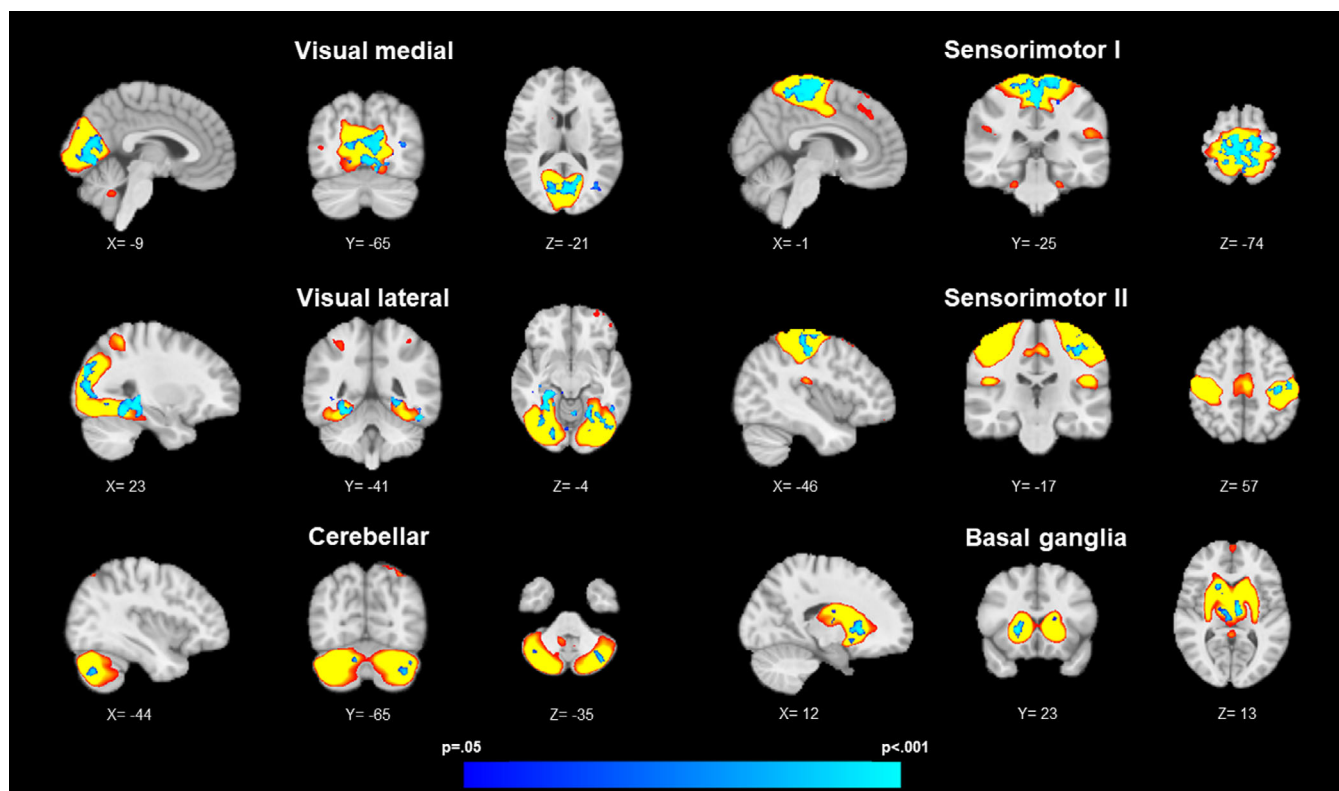 Visual medial
X= -9
Y= -65
Z= -21
Sensorimotor I
X= -1
Y= -25
Z= -74
Visual lateral
X= 23
Y= -41
Z= -4
Sensorimotor II
X= -46
Y= -17
Z= 57
Cerebellar
X= -44
Y= -65
Z= -35
Basal ganglia
X= 12
Y= 23
Z= 13
p=.05
p<.001